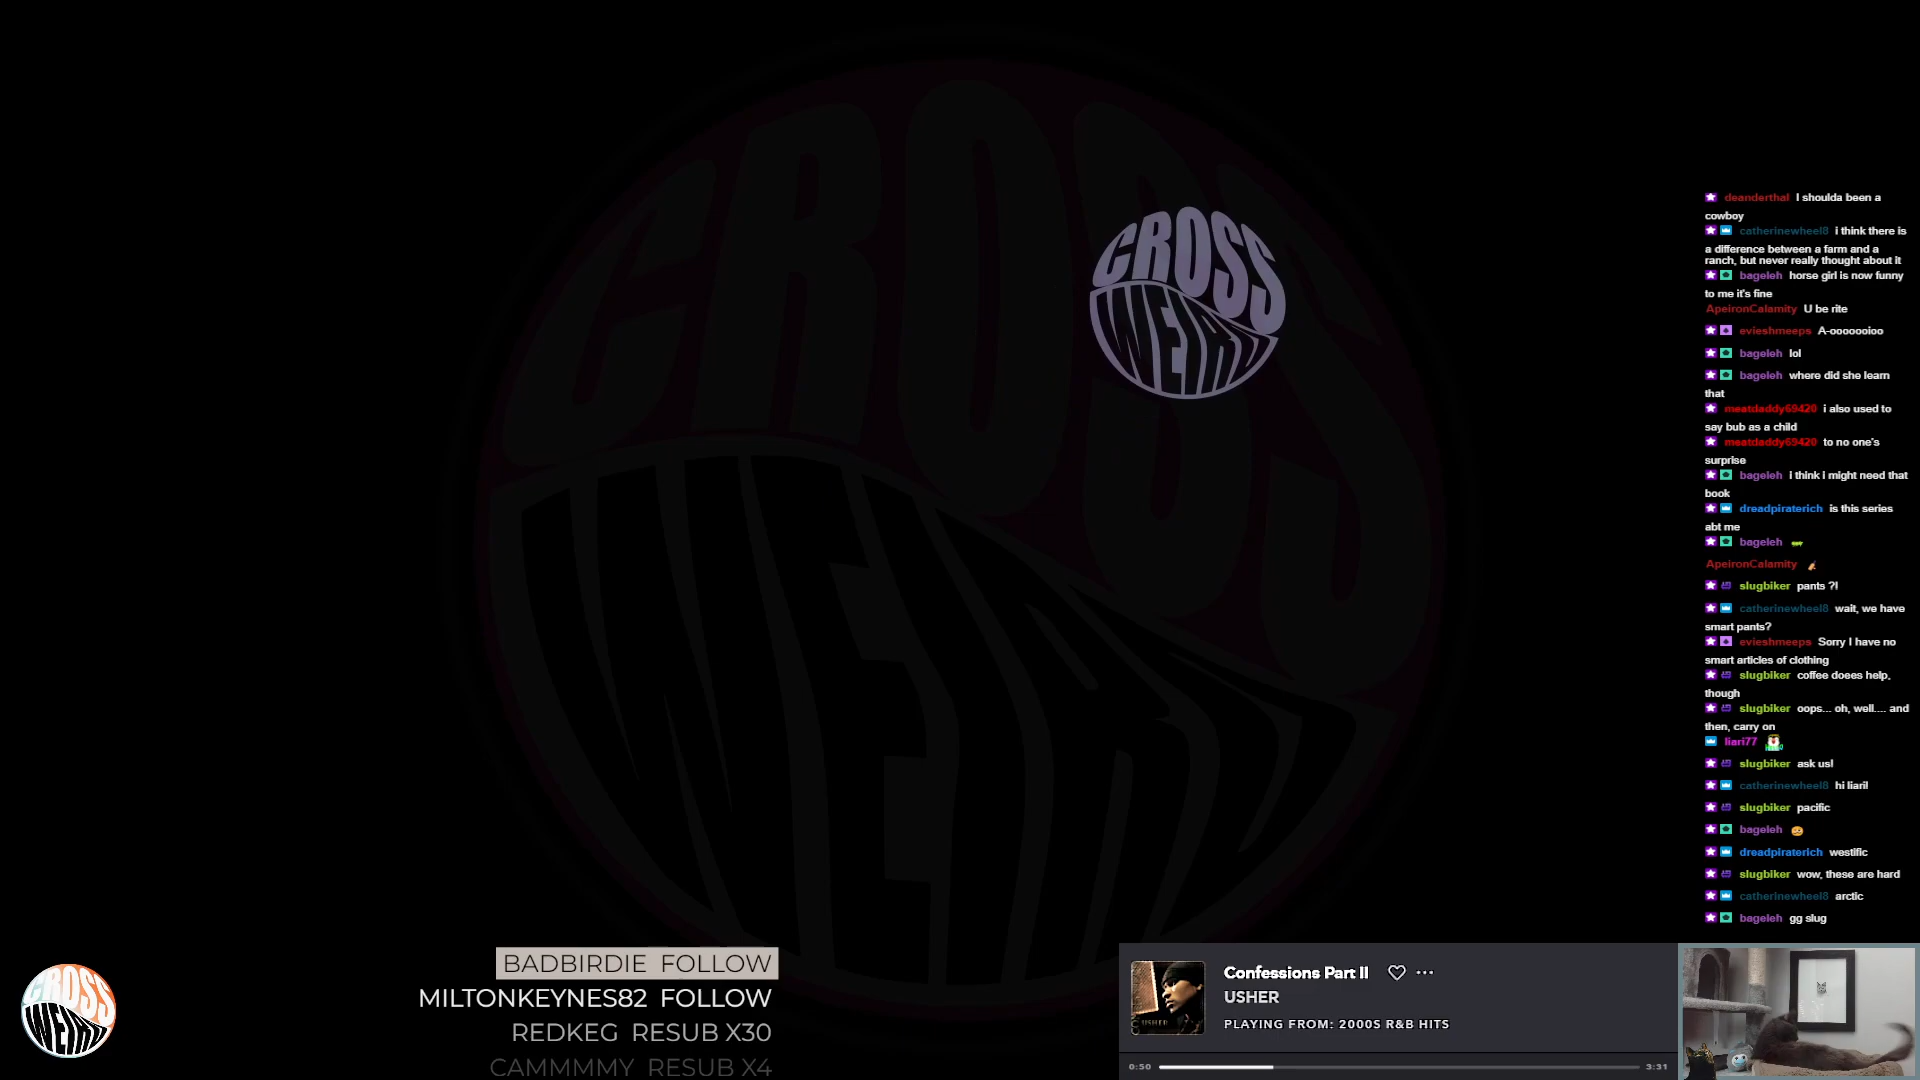 CROSS
WEIRD
CROSS
WEIRD
deanderthal I shoulda been a
cowboy
catherinewheel8 i think there is
a difference between a farm and a
ranch, but never really thought about it
bageleh horse girl is now funny
to me it's fine
ApeironCalamity U be rite
evieshmeeps A-ooooooioo
bageleh lol
bageleh where did she learn
that
meatdaddy69420 i also used to
say bub as a child
meatdaddy69420 to no one's
surprise
bageleh i think i might need that
book
dreadpiraterich is this series
abt me
bageleh
ApeironCalamity
slugbiker pants ?!
catherinewheel8 wait, we have
smart pants?
evieshmeeps Sorry I have no
smart articles of clothing
slugbiker coffee doees help,
though
slugbiker oops... oh, well.... and
then, carry on
liari77
slugbiker ask us!
catherinewheel8 hi liari!
slugbiker pacific
bageleh
dreadpiraterich westific
slugbiker wow, these are hard
catherinewheel8 arctic
bageleh gg slug
CROSS
WEIRD
BADBIRDIE FOLLOW
MILTONKEYNES82 FOLLOW
REDKEG RESUB X30
CAMMMMY RESUB X4
USHER
Confessions Part II
USHER
PLAYING FROM: 2000S R&B HITS
0:50
3:31